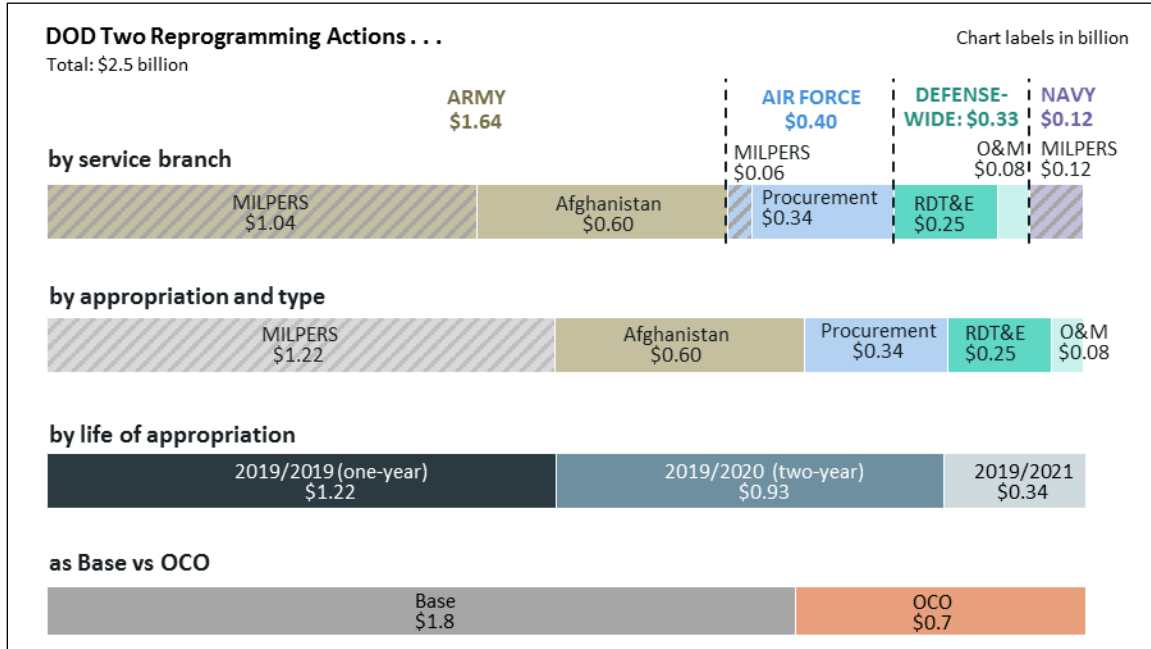 DOD Two Reprogramming Actions . . .
Chart labels in billion
Total: $2.5 billion
ARMY
$1.64
AIR FORCE
$0.40
DEFENSE-
WIDE: $0.33
NAVY
$0.12
by service branch
MILPERS
$0.06
O&M
$0.08
MILPERS
$0.12
MILPERS
$1.04
Afghanistan
$0.60
Procurement
$0.34
RDT&E
$0.25
by appropriation and type
MILPERS
$1.22
Afghanistan
$0.60
Procurement
$0.34
RDT&E
$0.25
O&M
$0.08
by life of appropriation
2019/2019 (one-year)
$1.22
2019/2020 (two-year)
$0.93
2019/2021
$0.34
as Base vs OCO
Base
$1.8
OCO
$0.7